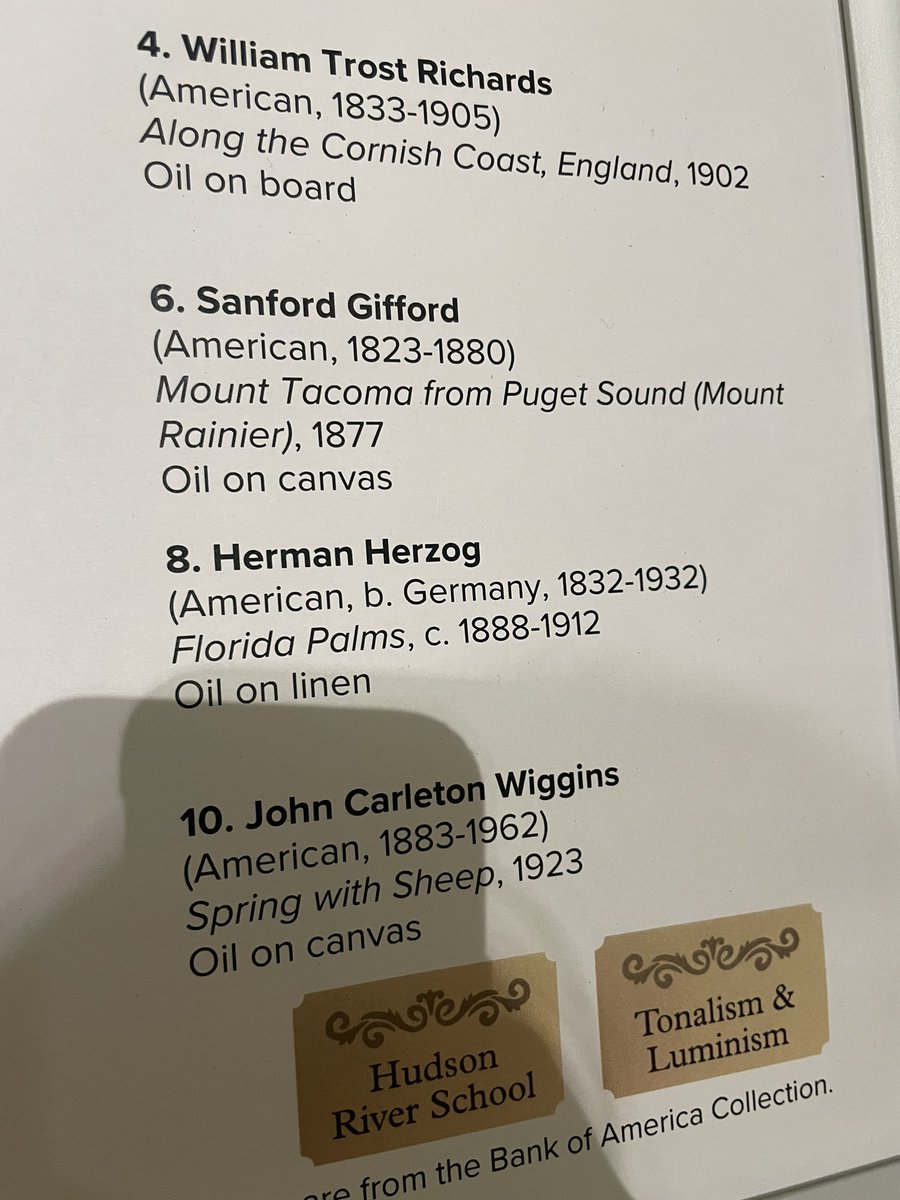 4. William Trost Richards
(American, 1833-1905)
Along the Cornish Coast, England, 1902
Oil on board
6. Sanford Gifford
(American, 1823-1880)
Mount Tacoma from Puget Sound (Mount
Rainier), 1877
Oil on canvas
8. Herman Herzog
(American, b. Germany, 1832-1932)
Florida Palms, c. 1888-1912
Oil on linen
10. John Carleton Wiggins
(American, 1883-1962)
Spring with Sheep, 1923
Oil on canvas
Hudson
River School
Tonalism &
Luminism
are from the Bank of America Collection.